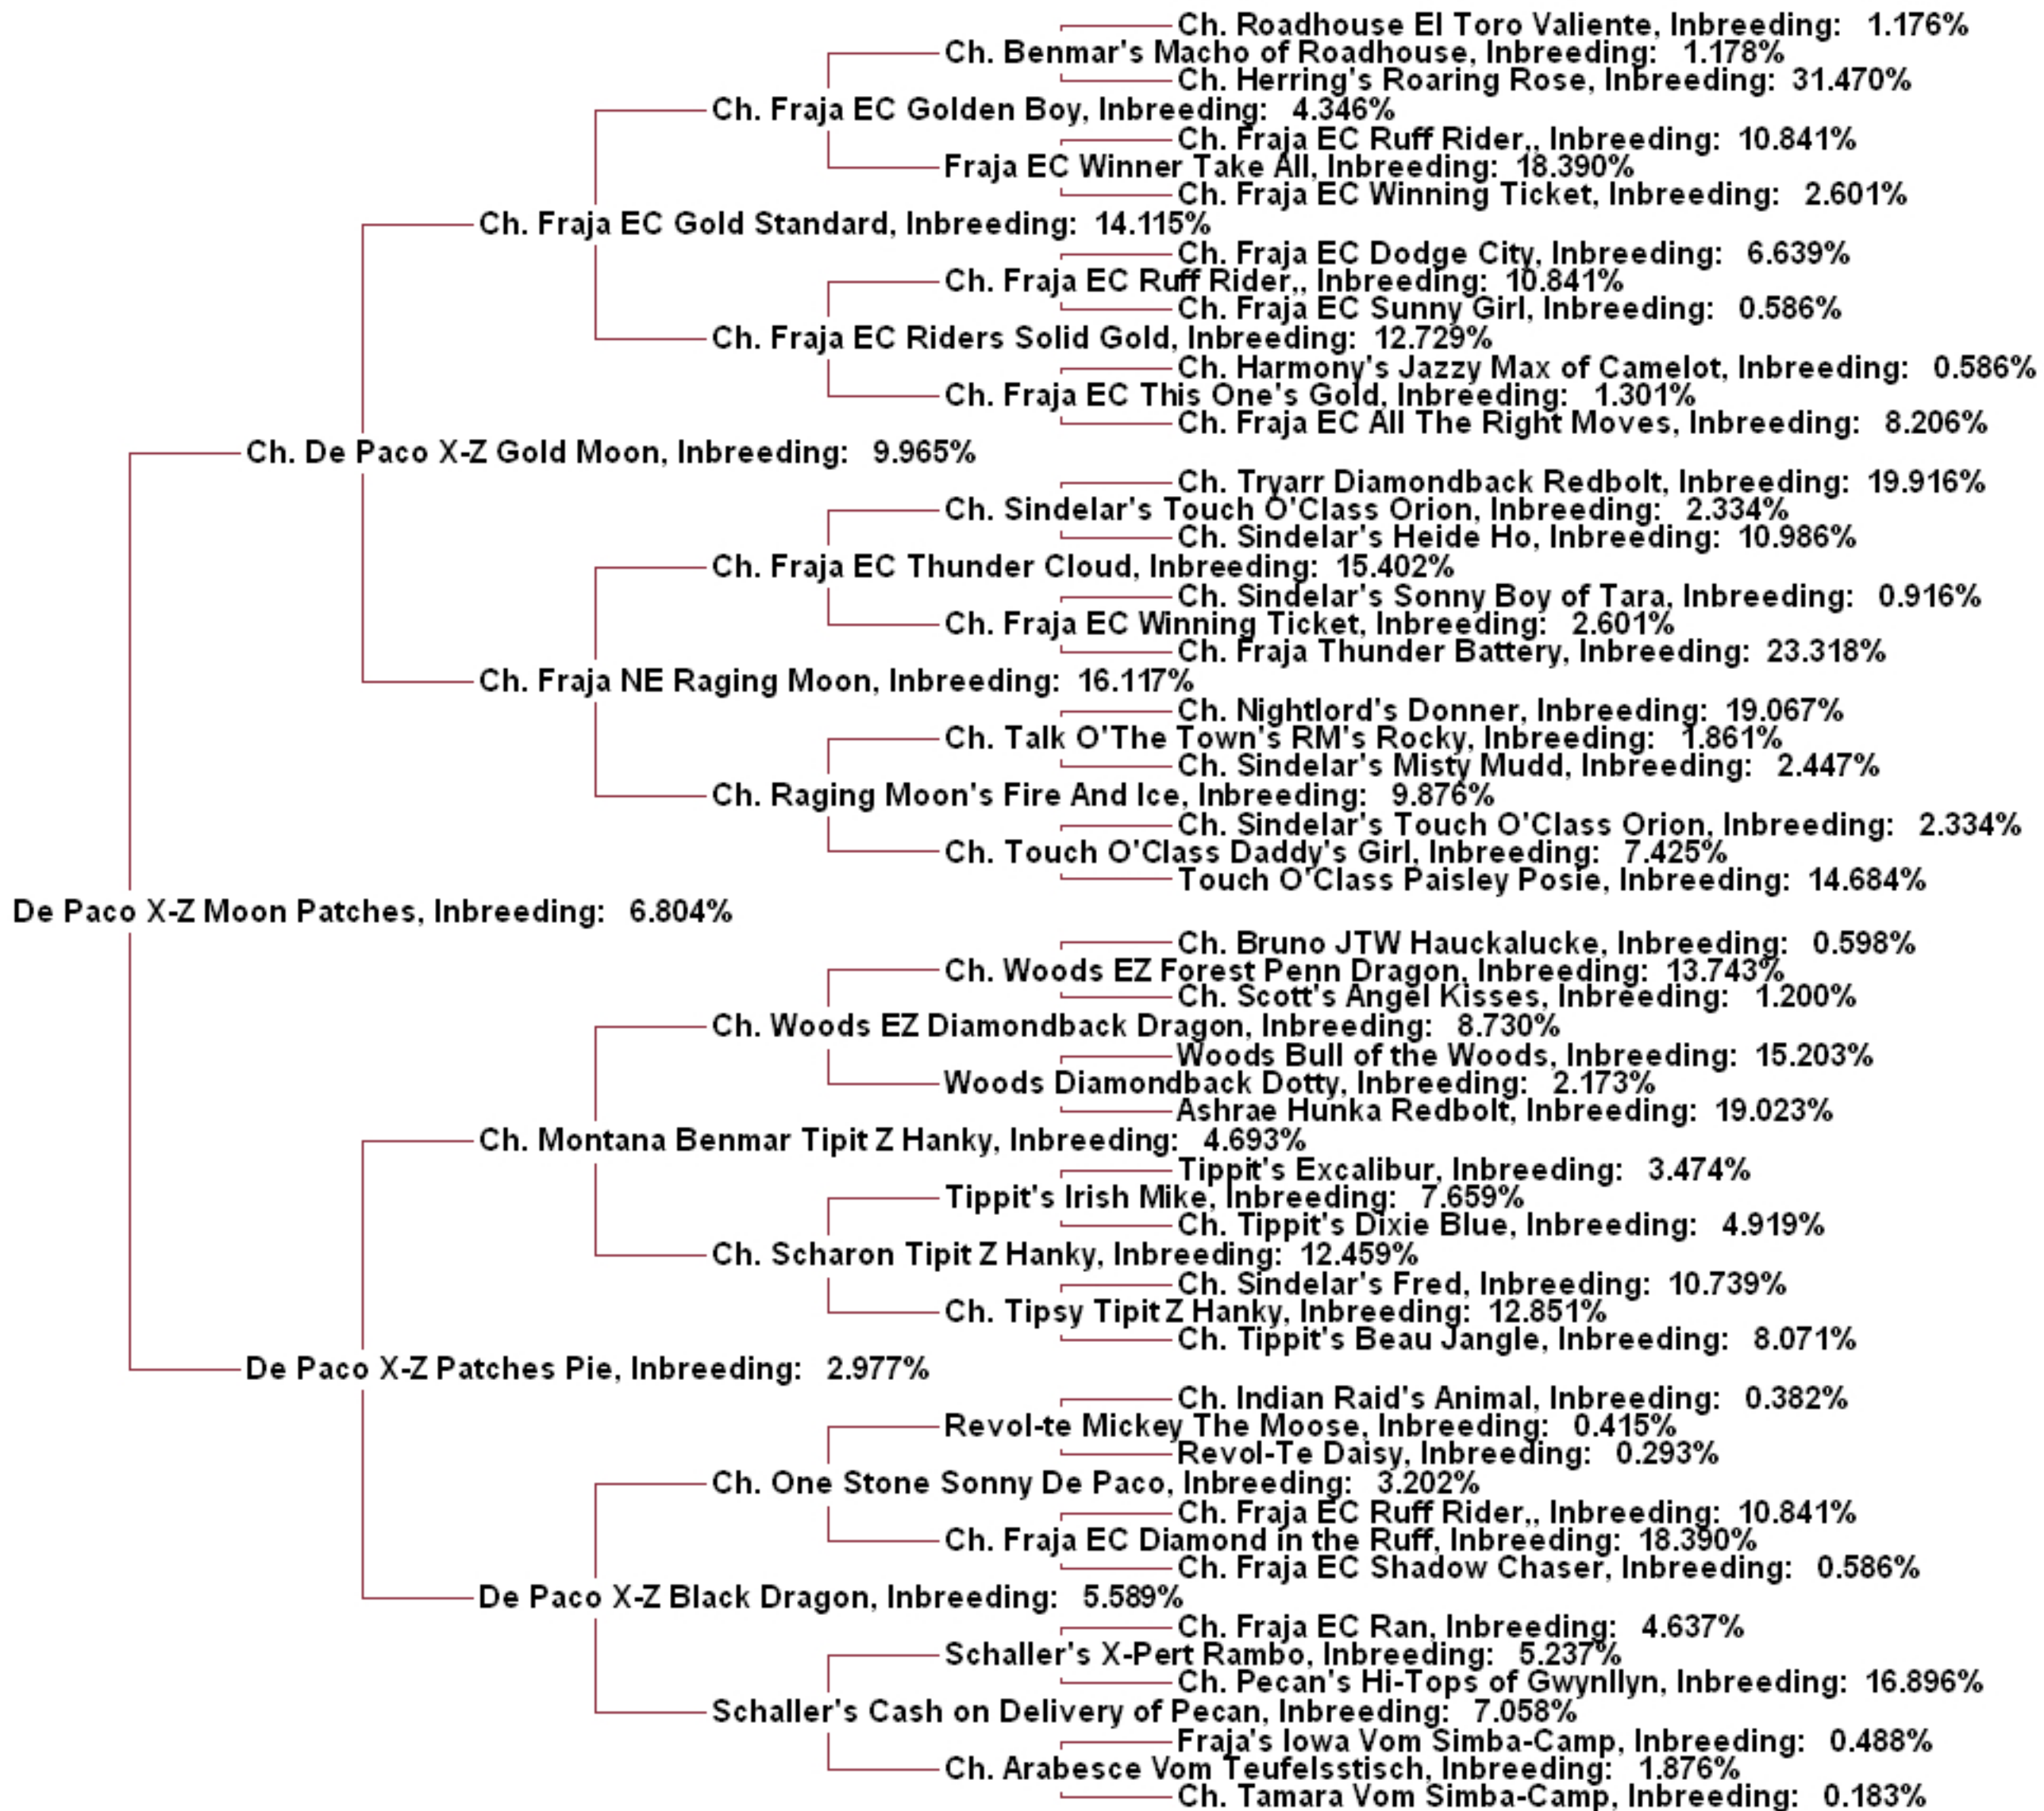 Ch. Roadhouse El Toro Valiente, Inbreeding: 1.176%
Ch. Benmar's Macho of Roadhouse, Inbreeding: 1.178%
Ch. Herring's Roaring Rose, Inbreeding: 31.470%
Ch. Fraja EC Golden Boy, Inbreeding: 4.346%
Ch. Fraja EC Ruff Rider,, Inbreeding: 10.841%
Fraja EC Winner Take All, Inbreeding: 18.390%
Ch. Fraja EC Winning Ticket, Inbreeding: 2.601%
Ch. Fraja EC Gold Standard, Inbreeding: 14.115%
Ch. Fraja EC Dodge City, Inbreeding: 6.639%
Ch. Fraja EC Ruff Rider,, Inbreeding: 10.841%
Ch. Fraja EC Sunny Girl, Inbreeding: 0.586%
Ch. Fraja EC Riders Solid Gold, Inbreeding: 12.729%
Ch. Harmony's Jazzy Max of Camelot, Inbreeding: 0.586%
Ch. Fraja EC This One's Gold, Inbreeding: 1.301%
Ch. Fraja EC All The Right Moves, Inbreeding: 8.206%
Ch. De Paco X-Z Gold Moon, Inbreeding: 9.965%
Ch. Tryarr Diamondback Redbolt, Inbreeding: 19.916%
Ch. Sindelar's Touch O'Class Orion, Inbreeding: 2.334%
Ch. Sindelar's Heide Ho, Inbreeding: 10.986%
Ch. Fraja EC Thunder Cloud, Inbreeding: 15.402%
Ch. Sindelar's Sonny Boy of Tara, Inbreeding: 0.916%
Ch. Fraja EC Winning Ticket, Inbreeding: 2.601%
Ch. Fraja Thunder Battery, Inbreeding: 23.318%
Ch. Fraja NE Raging Moon, Inbreeding: 16.117%
Ch. Nightlord's Donner, Inbreeding: 19.067%
Ch. Talk O'The Town's RM's Rocky, Inbreeding: 1.861%
Ch. Sindelar's Misty Mudd, Inbreeding: 2.447%
Ch. Raging Moon's Fire And Ice, Inbreeding: 9.876%
Ch. Sindelar's Touch O'Class Orion, Inbreeding: 2.334%
Ch. Touch O'Class Daddy's Girl, Inbreeding: 7.425%
Touch O'Class Paisley Posie, Inbreeding: 14.684%
De Paco X-Z Moon Patches, Inbreeding: 6.804%
Ch. Bruno JTW Hauckalucke, Inbreeding: 0.598%
Ch. Woods EZ Forest Penn Dragon, Inbreeding: 13.743%
Ch. Scott's Angel Kisses, Inbreeding: 1.200%
Ch. Woods EZ Diamondback Dragon, Inbreeding: 8.730%
Woods Bull of the Woods, Inbreeding: 15.203%
Woods Diamondback Dotty, Inbreeding: 2.173%
Ashrae Hunka Redbolt, Inbreeding: 19.023%
Ch. Montana Benmar Tipit Z Hanky, Inbreeding: 4.693%
Tippit's Excalibur, Inbreeding: 3.474%
Tippit's Irish Mike, Inbreeding: 7.659%
Ch. Tippit's Dixie Blue, Inbreeding: 4.919%
Ch. Scharon Tipit Z Hanky, Inbreeding: 12.459%
Ch. Sindelar's Fred, Inbreeding: 10.739%
Ch. Tipsy Tipit Z Hanky, Inbreeding: 12.851%
Ch. Tippit's Beau Jangle, Inbreeding: 8.071%
De Paco X-Z Patches Pie, Inbreeding: 2.977%
Ch. Indian Raid's Animal, Inbreeding: 0.382%
Revol-te Mickey The Moose, Inbreeding: 0.415%
Revol-Te Daisy, Inbreeding: 0.293%
Ch. One Stone Sonny De Paco, Inbreeding: 3.202%
Ch. Fraja EC Ruff Rider,, Inbreeding: 10.841%
Ch. Fraja EC Diamond in the Ruff, Inbreeding: 18.390%
Ch. Fraja EC Shadow Chaser, Inbreeding: 0.586%
De Paco X-Z Black Dragon, Inbreeding: 5.589%
Ch. Fraja EC Ran, Inbreeding: 4.637%
Schaller's X-Pert Rambo, Inbreeding: 5.237%
Ch. Pecan's Hi-Tops of Gwynllyn, Inbreeding: 16.896%
Schaller's Cash on Delivery of Pecan, Inbreeding: 7.058%
Fraja's Iowa Vom Simba-Camp, Inbreeding: 0.488%
Ch. Arabesce Vom Teufelsstisch, Inbreeding: 1.876%
Ch. Tamara Vom Simba-Camp, Inbreeding: 0.183%